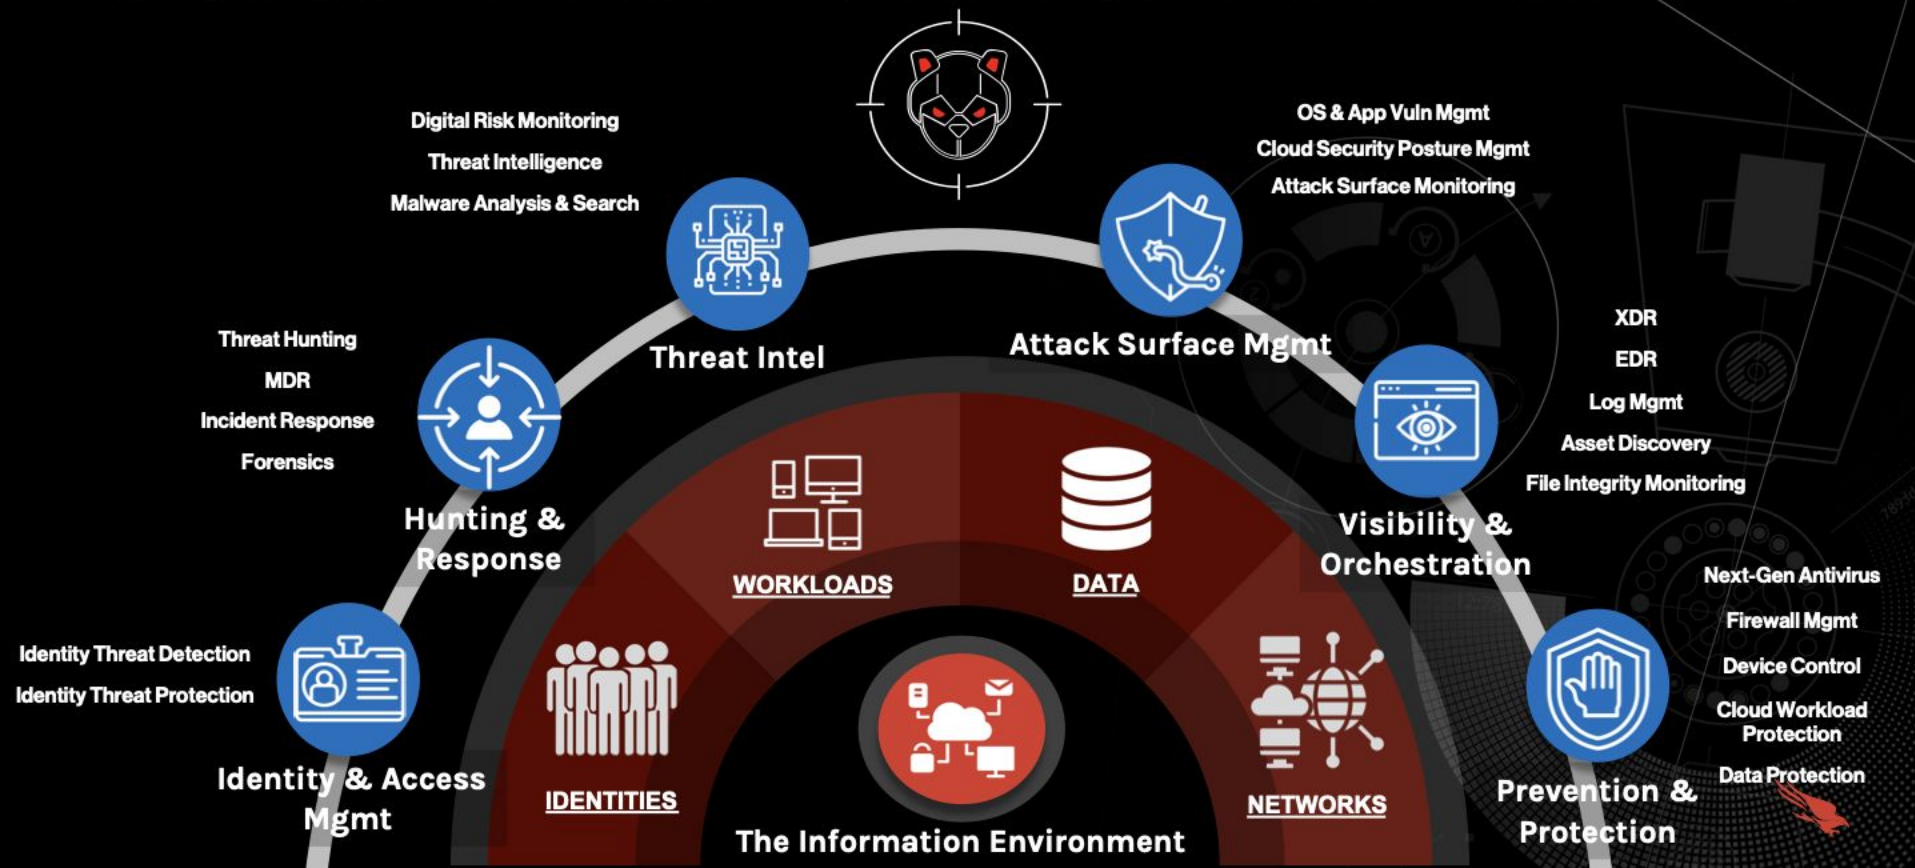 Digital Risk Monitoring
Threat Intelligence
Malware Analysis & Search
Threat Intel
OS & App Vuln Mgmt
Cloud Security Posture Mgmt
Attack Surface Monitoring
Attack Surface Mgmt
Threat Hunting
MDR
Incident Response
Forensics
Hunting &
Response
XDR
EDR
Log Mgmt
Asset Discovery
File Integrity Monitoring
Visibility &
Orchestration
Identity Threat Detection
Identity Threat Protection
Identity & Access
Mgmt
Next-Gen Antivirus
Firewall Mgmt
Device Control
Cloud Workload
Protection
Data Protection
Prevention &
Protection
WORKLOADS
DATA
IDENTITIES
NETWORKS
The Information Environment